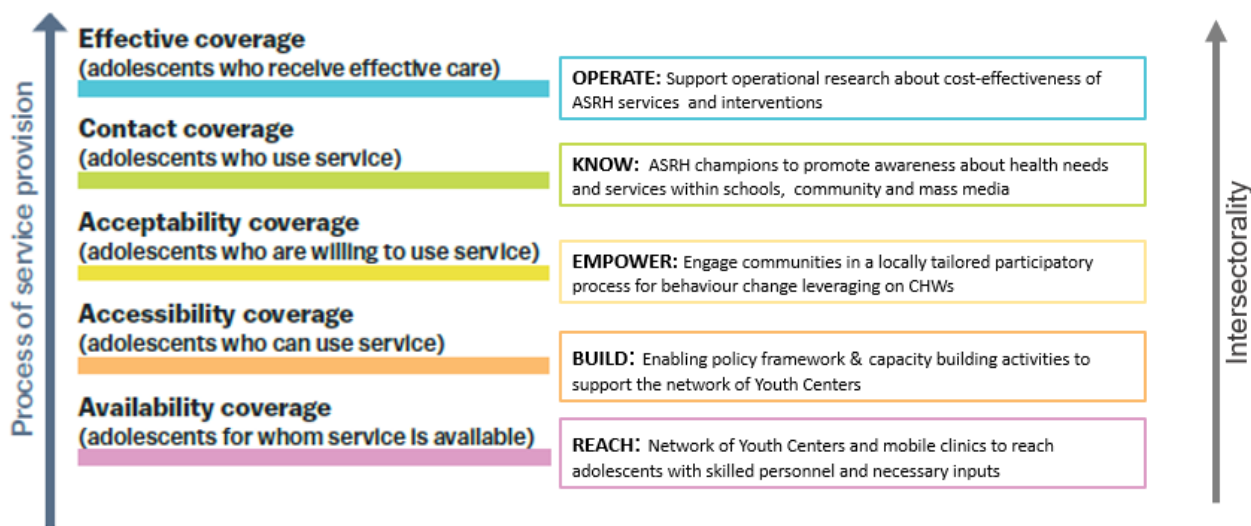 Process of service provision
Effective coverage
(adolescents who receive effective care)
OPERATE: Support operational research about cost-effectiveness of
ASRH services and interventions
Contact coverage
(adolescents who use service)
KNOW: ASRH champions to promote awareness about health needs
and services within schools, community and mass media
Acceptability coverage
(adolescents who are willing to use service)
EMPOWER: Engage communities in a locally tailored participatory
process for behaviour change leveraging on CHWs
Accessibility coverage
(adolescents who can use service)
BUILD: Enabling policy framework & capacity building activities to
support the network of Youth Centers
Availability coverage
(adolescents for whom service is available)
REACH: Network of Youth Centers and mobile clinics to reach
adolescents with skilled personnel and necessary inputs
Intersectorality